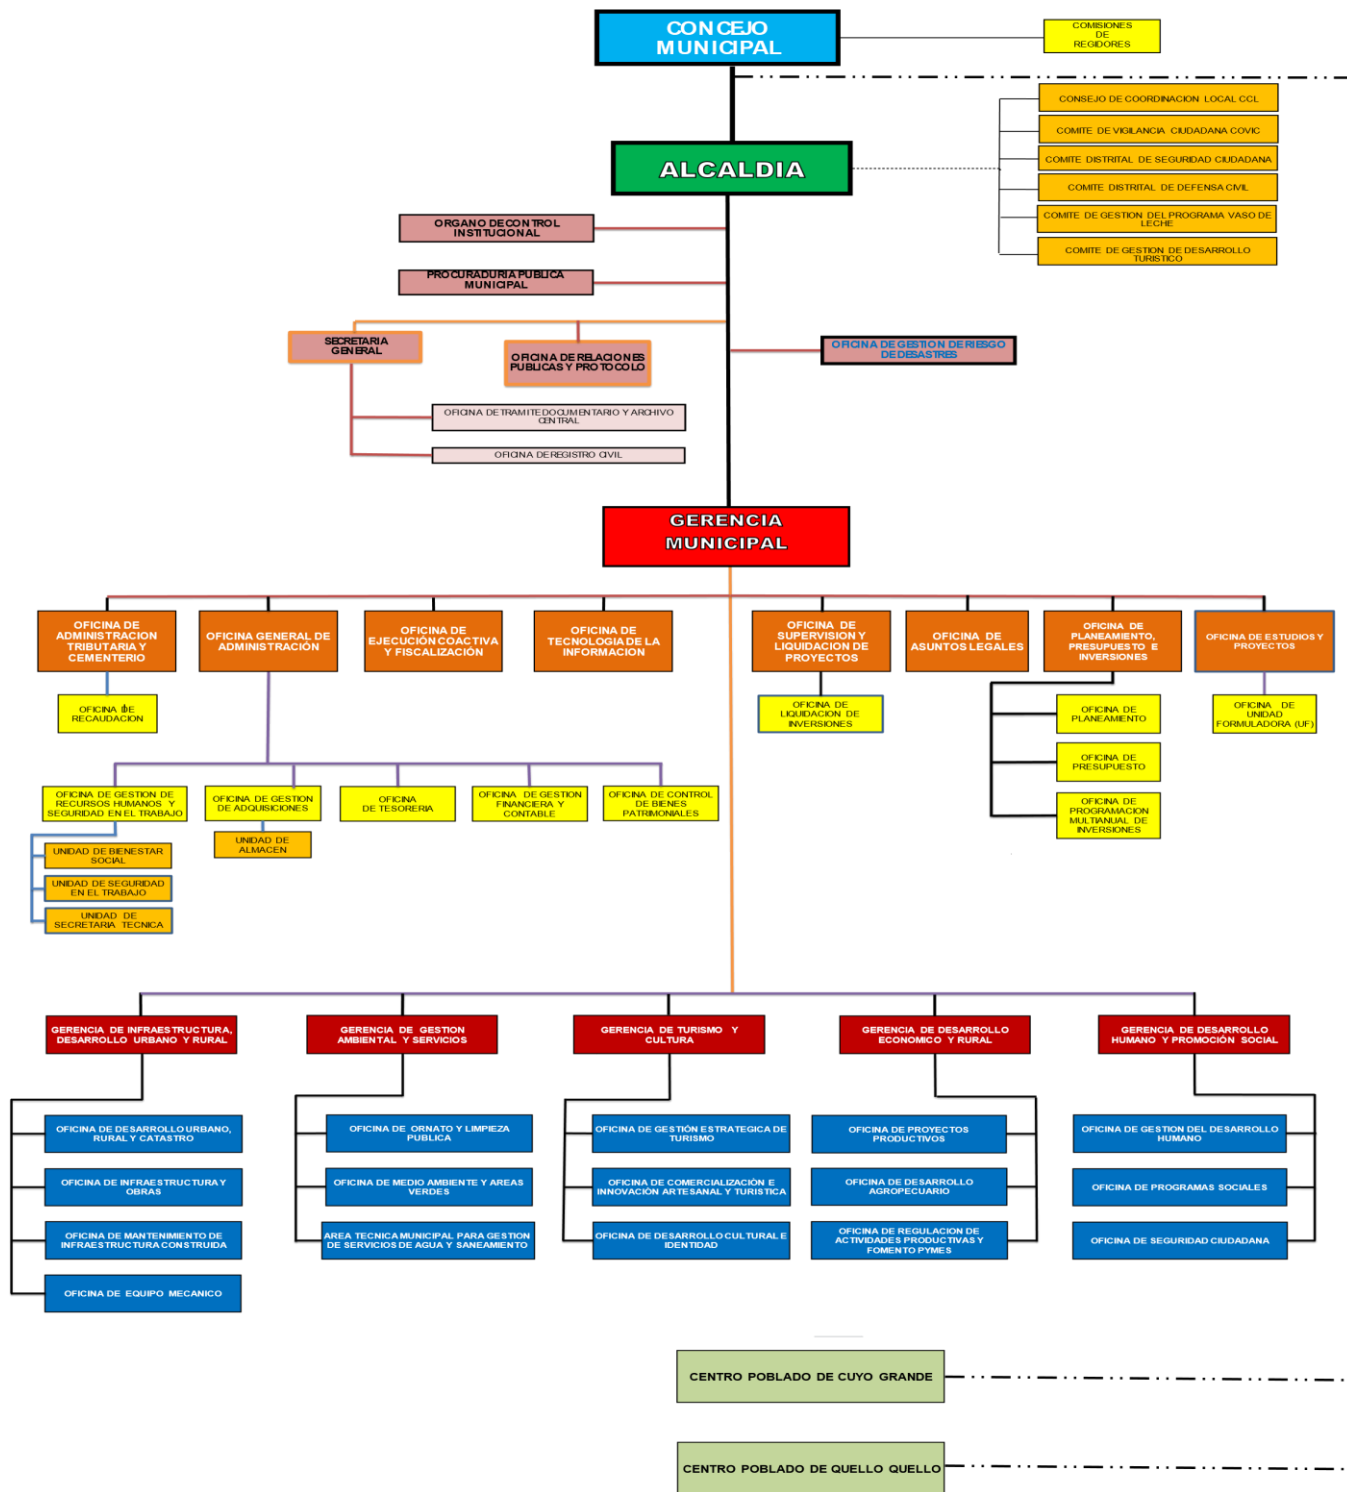 CONCEJO
MUNICIPAL
COMISIONES
DE
REGIDORES
CONSEJO DE COORDINACION LOCAL CCL
COMITE DE VIGILANCIA CIUDADANA COVIC
COMITE DISTRITAL DE SEGURIDAD CIUDADANA
COMITE DISTRITAL DE DEFENSA CIVIL
COMITE DE GESTION DEL PROGRAMA VASO DE
LECHE
COMITE DE GESTION DE DESARROLLO
TURISTICO
ALCALDIA
ORGANO DE CONTROL
INSTITUCIONAL
PROCURADURIA PUBLICA
MUNICIPAL
SECRETARIA
GENERAL
OFICINA DE RELACIONES
PUBLICAS Y PROTOCOLO
OFICINA DE GESTION DE RIESGO
DE DESASTRES
OFICINA DE TRAMITE DOCUMENTARIO Y ARCHIVO
CENTRAL
OFICINA DE REGISTRO CIVIL
GERENCIA
MUNICIPAL
OFICINA DE
ADMINISTRACION
TRIBUTARIA Y
CEMENTERIO
OFICINA GENERAL DE
ADMINISTRACIÓN
OFICINA DE
EJECUCIÓN COACTIVA
Y FISCALIZACIÓN
OFICINA DE
TECNOLOGIA DE LA
INFORMACION
OFICINA DE
SUPERVISION Y
LIQUIDACION DE
PROYECTOS
OFICINA DE
ASUNTOS LEGALES
OFICINA DE
PLANEAMIENTO,
PRESUPUESTO E
INVERSIONES
OFICINA DE ESTUDIOS Y
PROYECTOS
OFICINA DE
RECAUDACION
OFICINA DE
LIQUIDACION DE
INVERSIONES
OFICINA DE
PLANEAMIENTO
OFICINA DE
UNIDAD
FORMULADORA (UF)
OFICINA DE
PRESUPUESTO
OFICINA DE
PROGRAMACION
MULTIANUAL DE
INVERSIONES
OFICINA DE GESTION DE
RECURSOS HUMANOS Y
SEGURIDAD EN EL TRABAJO
OFICINA DE GESTION
DE ADQUISICIONES
OFICINA
DE TESORERIA
OFICINA DE GESTION
FINANCIERA Y
CONTABLE
OFICINA DE CONTROL
DE BIENES
PATRIMONIALES
UNIDAD DE BIENESTAR
SOCIAL
UNIDAD DE SEGURIDAD
EN EL TRABAJO
UNIDAD DE
SECRETARIA TECNICA
UNIDAD DE
ALMACEN
GERENCIA DE INFRAESTRUCTURA,
DESARROLLO URBANO Y RURAL
GERENCIA DE GESTION
AMBIENTAL Y SERVICIOS
GERENCIA DE TURISMO Y
CULTURA
GERENCIA DE DESARROLLO
ECONOMICO Y RURAL
GERENCIA DE DESARROLLO
HUMANO Y PROMOCIÓN SOCIAL
OFICINA DE DESARROLLO URBANO,
RURAL Y CATASTRO
OFICINA DE ORNATO Y LIMPIEZA
PUBLICA
OFICINA DE GESTIÓN ESTRATEGICA DE
TURISMO
OFICINA DE PROYECTOS
PRODUCTIVOS
OFICINA DE GESTION DEL DESARROLLO
HUMANO
OFICINA DE INFRAESTRUCTURA Y
OBRAS
OFICINA DE MEDIO AMBIENTE Y AREAS
VERDES
OFICINA DE COMERCIALIZACIÓN E
INNOVACIÓN ARTESANAL Y TURISTICA
OFICINA DE DESARROLLO
AGROPECUARIO
OFICINA DE PROGRAMAS SOCIALES
OFICINA DE MANTENIMIENTO DE
INFRAESTRUCTURA CONSTRUIDA
AREA TECNICA MUNICIPAL PARA GESTION
DE SERVICIOS DE AGUA Y SANEAMIENTO
OFICINA DE DESARROLLO CULTURAL E
IDENTIDAD
OFICINA DE REGULACION DE
ACTIVIDADES PRODUCTIVAS Y
FOMENTO PYMES
OFICINA DE SEGURIDAD CIUDADANA
OFICINA DE EQUIPO MECANICO
CENTRO POBLADO DE CUYO GRANDE
CENTRO POBLADO DE QUELLO QUELLO